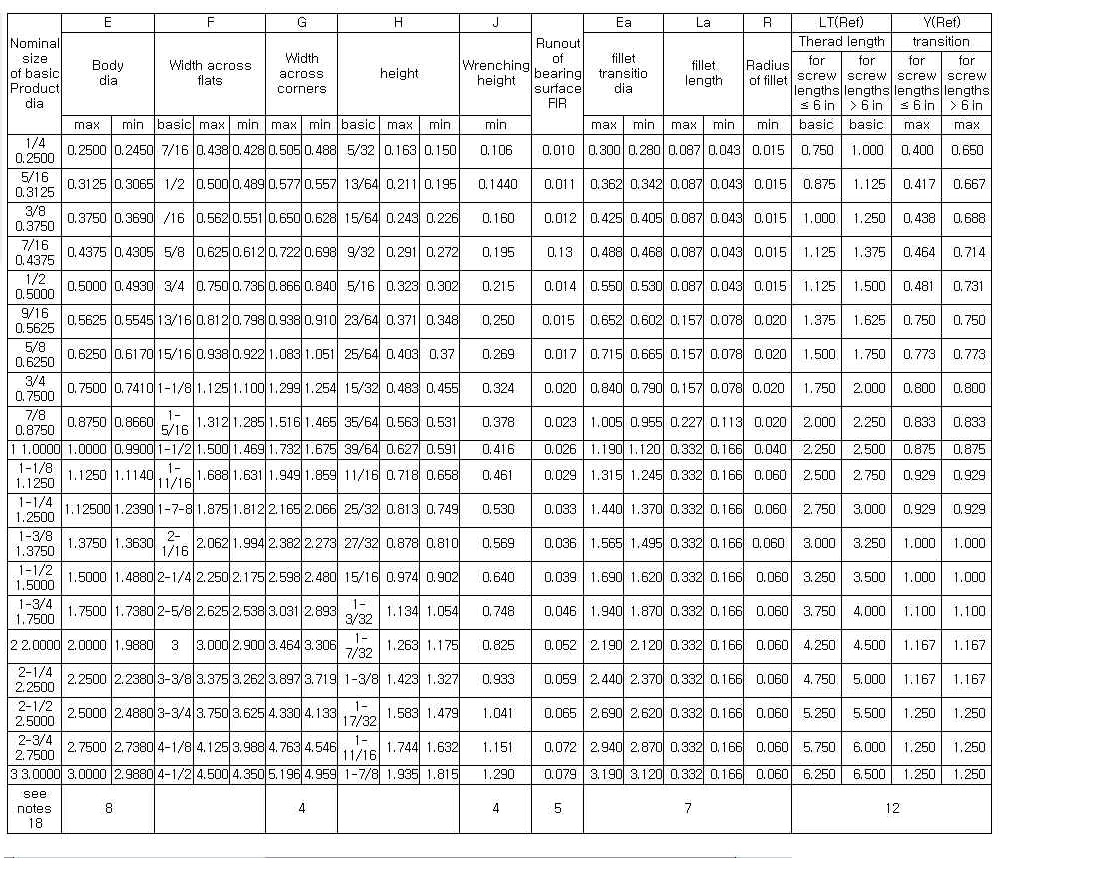 E F G H J Ea La R LT(Ref) Y(Ref)
Nominal size of basic Product dia
Body dia
Width across flats
Width across corners
height
Wrenching height
Runout of bearing surface FIR
fillet transitio dia
fillet length
Radius of fillet
Therad length transition
for screw lengths ≤ 6 in
for screw lengths > 6 in
for screw lengths ≤ 6 in
for screw lengths > 6 in
max min basic max min max min basic max min min max min max min min basic basic max max
1/4 0.2500 0.2500 0.2450 7/16 0.438 0.428 0.505 0.488 5/32 0.163 0.150 0.106 0.010 0.300 0.280 0.087 0.043 0.015 0.750 1.000 0.400 0.650
5/16 0.3125 0.3125 0.3065 1/2 0.500 0.489 0.577 0.557 13/64 0.211 0.195 0.1440 0.011 0.362 0.342 0.087 0.043 0.015 0.875 1.125 0.417 0.667
3/8 0.3750 0.3750 0.3690 /16 0.562 0.551 0.650 0.628 15/64 0.243 0.226 0.160 0.012 0.425 0.405 0.087 0.043 0.015 1.000 1.250 0.438 0.688
7/16 0.4375 0.4375 0.4305 5/8 0.625 0.612 0.722 0.698 9/32 0.291 0.272 0.195 0.13 0.488 0.468 0.087 0.043 0.015 1.125 1.375 0.464 0.714
1/2 0.5000 0.5000 0.4930 3/4 0.750 0.736 0.866 0.840 5/16 0.323 0.302 0.215 0.014 0.550 0.530 0.087 0.043 0.015 1.125 1.500 0.481 0.731
9/16 0.5625 0.5625 0.5545 13/16 0.812 0.798 0.938 0.910 23/64 0.371 0.348 0.250 0.015 0.652 0.602 0.157 0.078 0.020 1.375 1.625 0.750 0.750
5/8 0.6250 0.6250 0.6170 15/16 0.938 0.922 1.083 1.051 25/64 0.403 0.37 0.269 0.017 0.715 0.665 0.157 0.078 0.020 1.500 1.750 0.773 0.773
3/4 0.7500 0.7500 0.7410 1-1/8 1.125 1.100 1.299 1.254 15/32 0.483 0.455 0.324 0.020 0.840 0.790 0.157 0.078 0.020 1.750 2.000 0.800 0.800
7/8 0.8750 0.8750 0.8660 1-5/16 1.312 1.285 1.516 1.465 35/64 0.563 0.531 0.378 0.023 1.005 0.955 0.227 0.113 0.020 2.000 2.250 0.833 0.833
1 1.0000 1.0000 0.9900 1-1/2 1.500 1.469 1.732 1.675 39/64 0.627 0.591 0.416 0.026 1.190 1.120 0.332 0.166 0.040 2.250 2.500 0.875 0.875
1-1/8 1.1250 1.1250 1.1140 1-11/16 1.688 1.631 1.949 1.859 11/16 0.718 0.658 0.461 0.029 1.315 1.245 0.332 0.166 0.060 2.500 2.750 0.929 0.929
1-1/4 1.2500 1.12500 1.2390 1-7-8 1.875 1.812 2.165 2.066 25/32 0.813 0.749 0.530 0.033 1.440 1.370 0.332 0.166 0.060 2.750 3.000 0.929 0.929
1-3/8 1.3750 1.3750 1.3630 2-1/16 2.062 1.994 2.382 2.273 27/32 0.878 0.810 0.569 0.036 1.565 1.495 0.332 0.166 0.060 3.000 3.250 1.000 1.000
1-1/2 1.5000 1.5000 1.4880 2-1/4 2.250 2.175 2.598 2.480 15/16 0.974 0.902 0.640 0.039 1.690 1.620 0.332 0.166 0.060 3.250 3.500 1.000 1.000
1-3/4 1.7500 1.7500 1.7380 2-5/8 2.625 2.538 3.031 2.893 1-3/32 1.134 1.054 0.748 0.046 1.940 1.870 0.332 0.166 0.060 3.750 4.000 1.100 1.100
2 2.0000 2.0000 1.9880 3 3.000 2.900 3.464 3.306 1-7/32 1.263 1.175 0.825 0.052 2.190 2.120 0.332 0.166 0.060 4.250 4.500 1.167 1.167
2-1/4 2.2500 2.2500 2.2380 3-3/8 3.375 3.262 3.897 3.719 1-3/8 1.423 1.327 0.933 0.059 2.440 2.370 0.332 0.166 0.060 4.750 5.000 1.167 1.167
2-1/2 2.5000 2.5000 2.4880 3-3/4 3.750 3.625 4.330 4.133 1-17/32 1.583 1.479 1.041 0.065 2.690 2.620 0.332 0.166 0.060 5.250 5.500 1.250 1.250
2-3/4 2.7500 2.7500 2.7380 4-1/8 4.125 3.988 4.763 4.546 1-11/16 1.744 1.632 1.151 0.072 2.940 2.870 0.332 0.166 0.060 5.750 6.000 1.250 1.250
3 3.0000 3.0000 2.9880 4-1/2 4.500 4.350 5.196 4.959 1-7/8 1.935 1.815 1.290 0.079 3.190 3.120 0.332 0.166 0.060 6.250 6.500 1.250 1.250
see notes 18 8 4 4 5 7 12